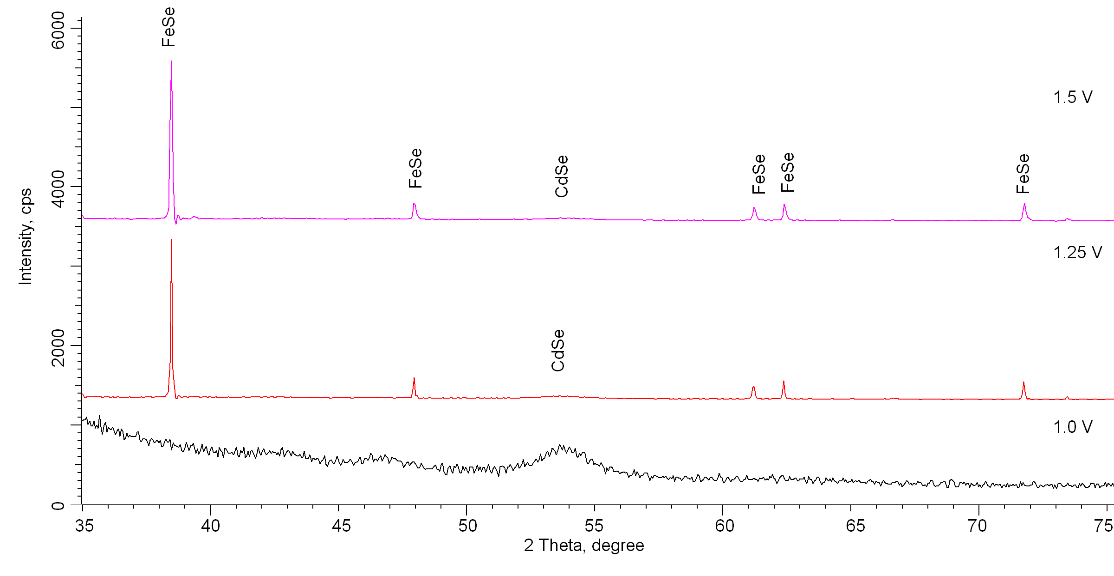 FeSe
6000
1.5 V
FeSe
CdSe
FeSe
FeSe
FeSe
4000
Intensity, cps
1.25 V
CdSe
2000
1.0 V
0
35
40
45
50
55
60
65
70
75
2 Theta, degree